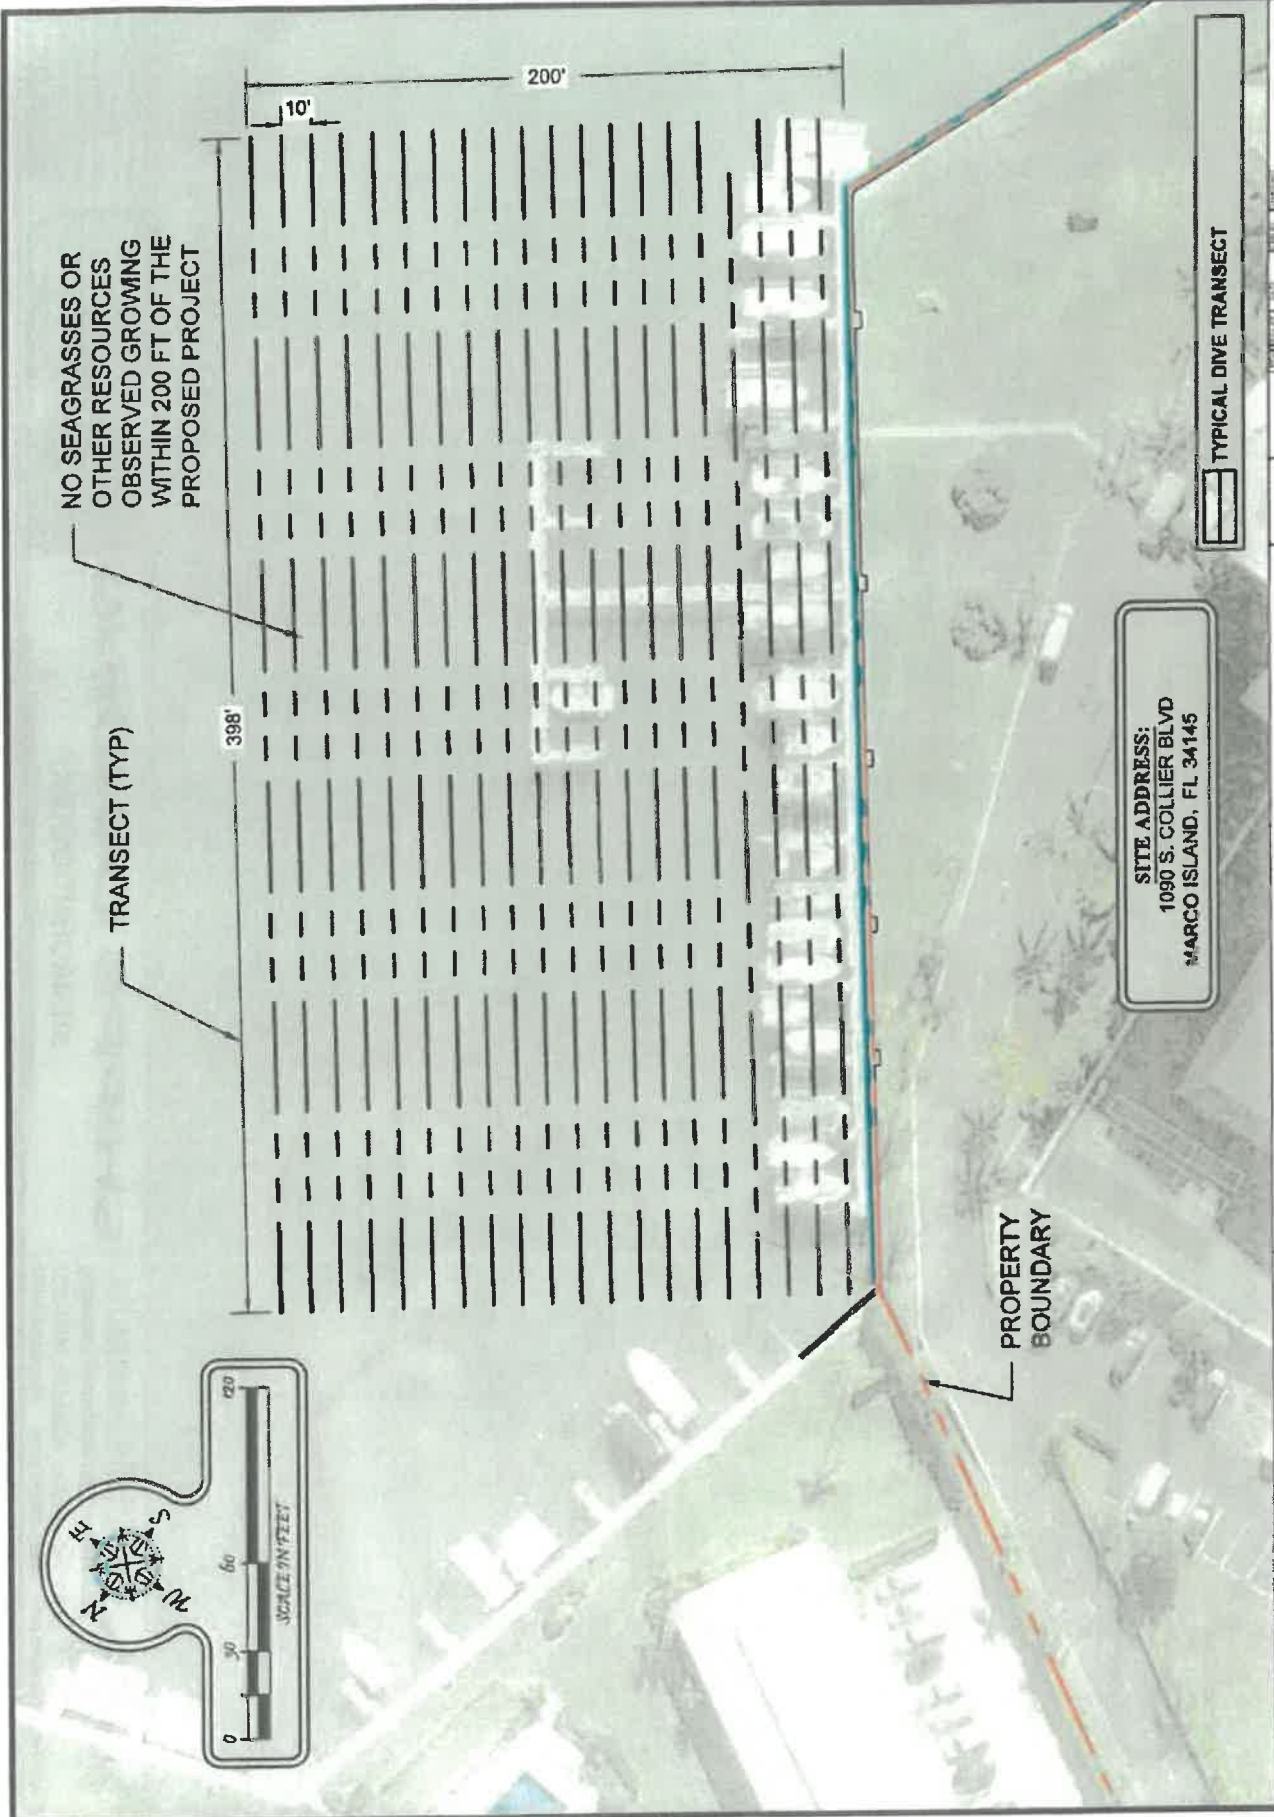 NO SEAGRASSES OR
OTHER RESOURCES
OBSERVED GROWING
WITHIN 200 FT OF THE
PROPOSED PROJECT
TRANSECT (TYP)
398'
200'
10'
N
E
S
W
0
30
60
120
SCALE IN FEET
PROPERTY
BOUNDARY
SITE ADDRESS:
1090 S. COLLIER BLVD
MARCO ISLAND, FL 34145
TYPICAL DIVE TRANSECT